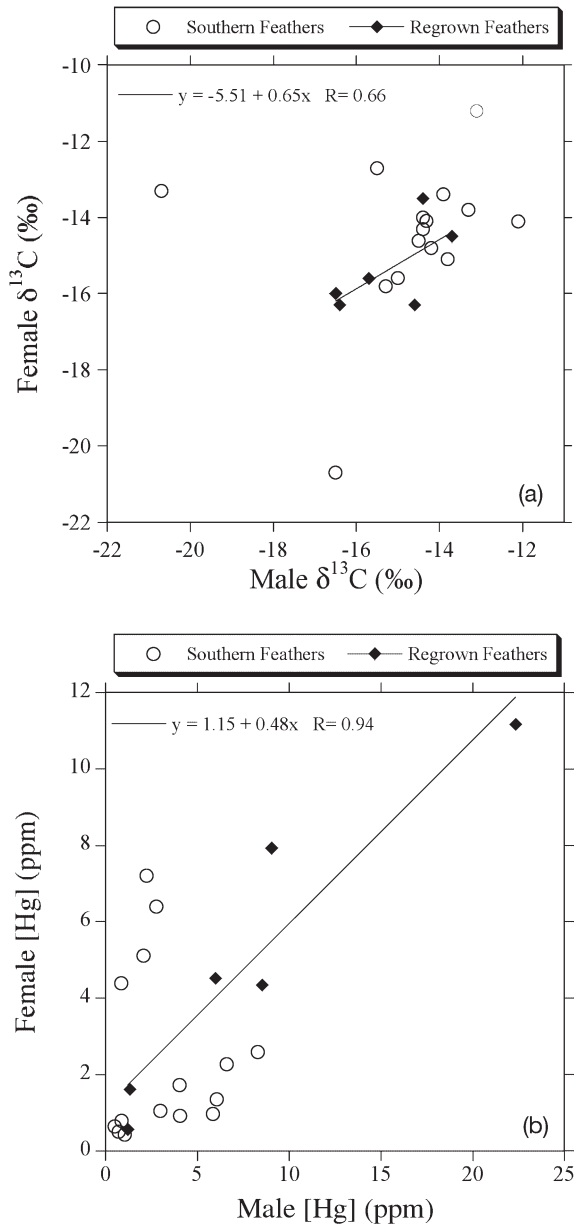 Southern Feathers Regrown Feathers
y = -5.51 + 0.65x R= 0.66
-10
-12
-14
-16
-18
-20
-22
Female δ13C (‰)
(a)
-22 -20 -18 -16 -14 -12
Male δ13C (‰)
Southern Feathers Regrown Feathers
y = 1.15 + 0.48x R= 0.94
12
10
8
6
4
2
0
Female [Hg] (ppm)
(b)
0 5 10 15 20 25
Male [Hg] (ppm)